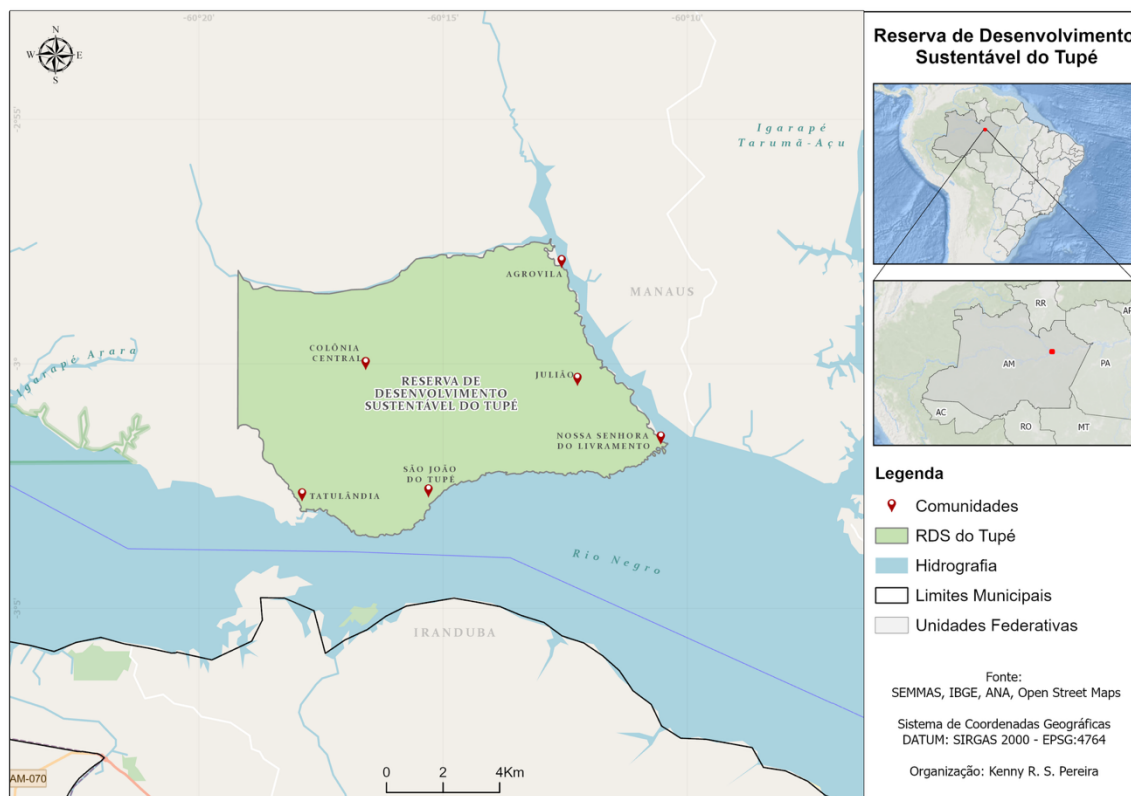 -60°20'
-60°15'
-60°10'
N
W
E
S
-2°55'
Igarapé
Tarumã-Açu
AGROVILA
MANAUS
COLÔNIA
CENTRAL
-3°
Igarapé Arara
JULIÃO
RESERVA DE
DESENVOLVIMENTO
SUSTENTÁVEL DO TUPÉ
NOSSA SENHORA
DO LIVRAMENTO
SÃO JOÃO
DO TUPÉ
TATULÂNDIA
Rio Negro
-3°5'
IRANDUBA
AM-070
0 2 4Km
Reserva de Desenvolvimento
Sustentável do Tupé
RR
AP
AM
PA
AC
RO
MT
Legenda
Comunidades
RDS do Tupé
Hidrografia
Limites Municipais
Unidades Federativas
Fonte:
SEMMAS, IBGE, ANA, Open Street Maps
Sistema de Coordenadas Geográficas
DATUM: SIRGAS 2000 - EPSG:4764
Organização: Kenny R. S. Pereira